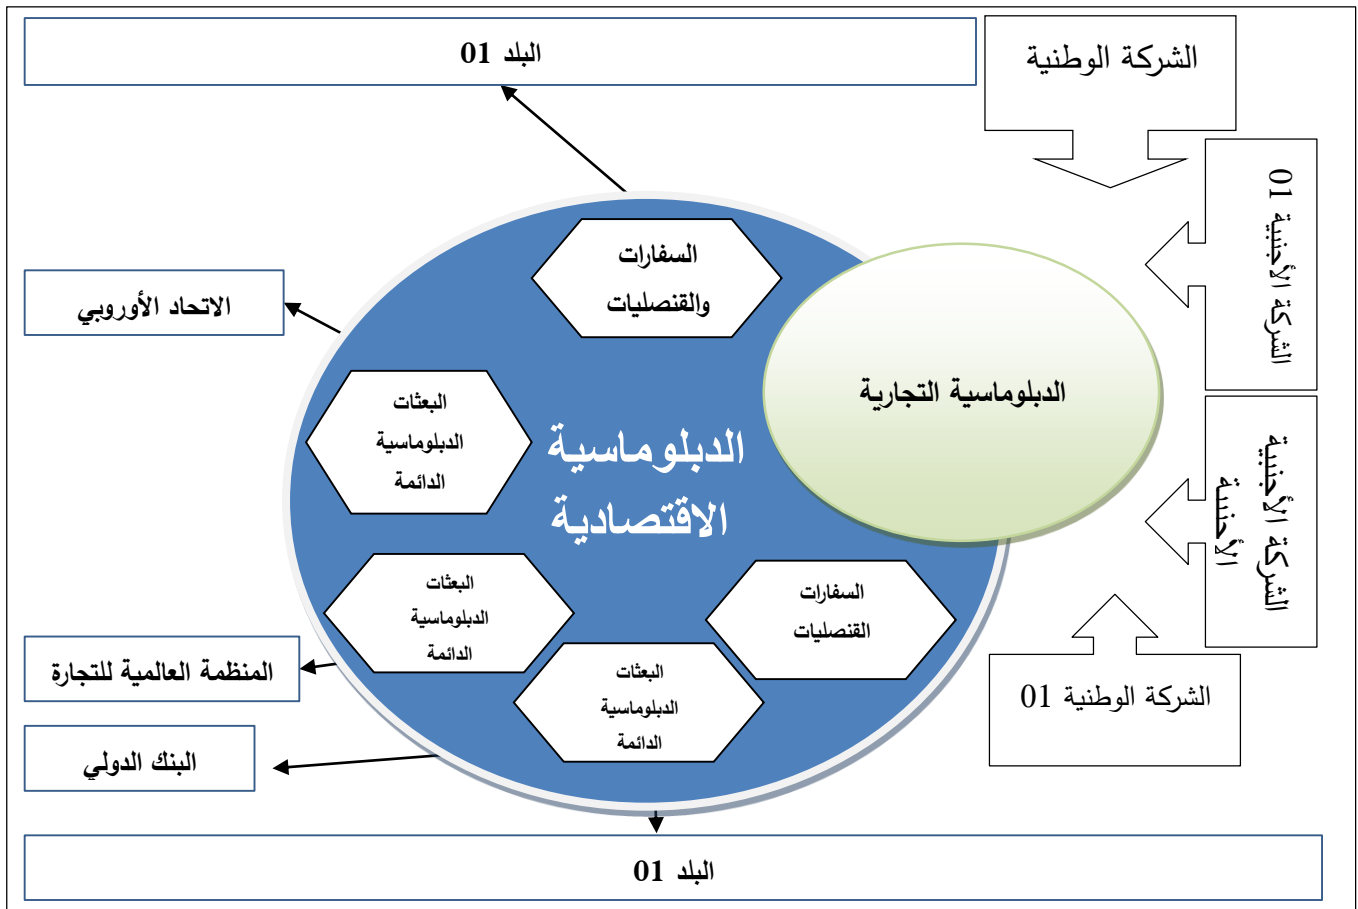 البلد 01
الشركة الوطنية
الشركة الأجنبية 01
السفارات
والقنصليات
الاتحاد الأوروبي
الدبلوماسية التجارية
البعثات
الدبلوماسية
الدائمة
الدبلوماسية
الاقتصادية
الشركة الأجنبية
الأجنبية
البعثات
الدبلوماسية
الدائمة
السفارات
القنصليات
المنظمة العالمية للتجارة
البعثات
الدبلوماسية
الدائمة
الشركة الوطنية 01
البنك الدولي
البلد 01